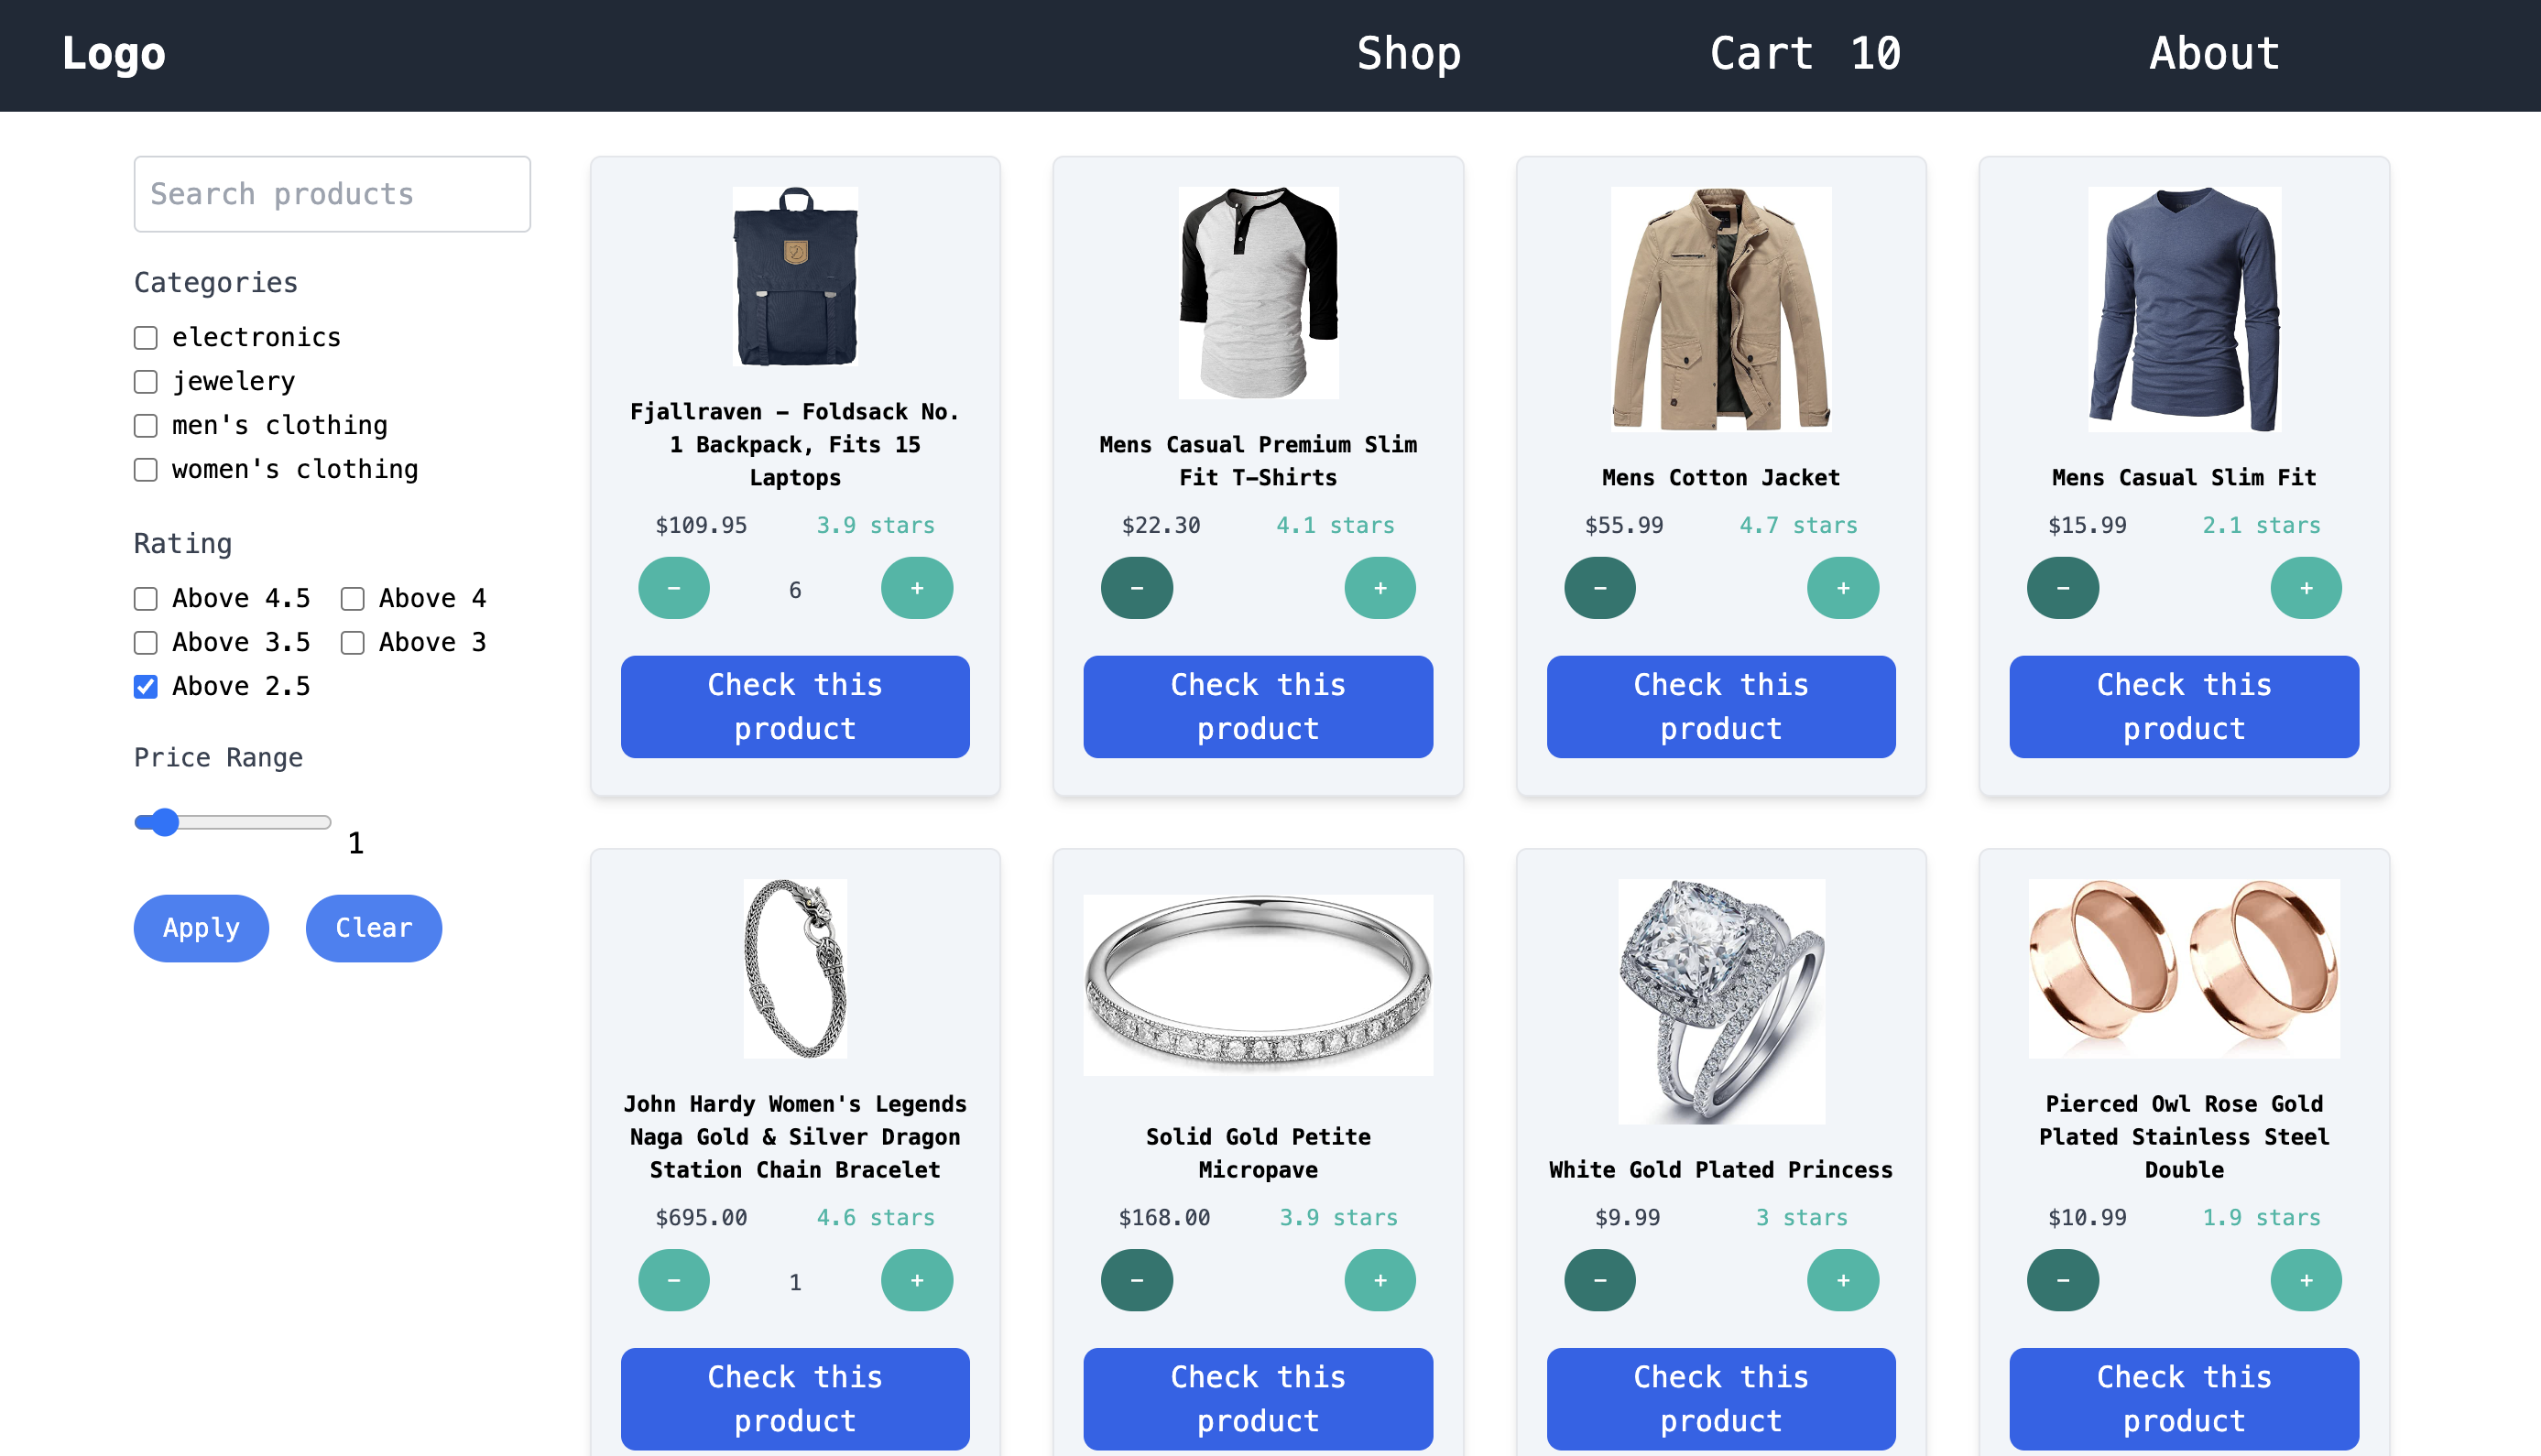 Logo
Shop
Cart 10
About
Search products
Categories
electronics
jewelery
men's clothing
women's clothing
Rating
Above 4.5
Above 4
Above 3.5
Above 3
Above 2.5
Price Range
1
Apply
Clear
Fjallraven - Foldsack No.
1 Backpack, Fits 15
Laptops
$109.95
3.9 stars
-
6
+
Check this
product
Mens Casual Premium Slim
Fit T-Shirts
$22.30
4.1 stars
-
+
Check this
product
Mens Cotton Jacket
$55.99
4.7 stars
-
+
Check this
product
Mens Casual Slim Fit
$15.99
2.1 stars
-
+
Check this
product
John Hardy Women's Legends
Naga Gold & Silver Dragon
Station Chain Bracelet
$695.00
4.6 stars
-
1
+
Check this
product
Solid Gold Petite
Micropave
$168.00
3.9 stars
-
+
Check this
product
White Gold Plated Princess
$9.99
3 stars
-
+
Check this
product
Pierced Owl Rose Gold
Plated Stainless Steel
Double
$10.99
1.9 stars
-
+
Check this
product